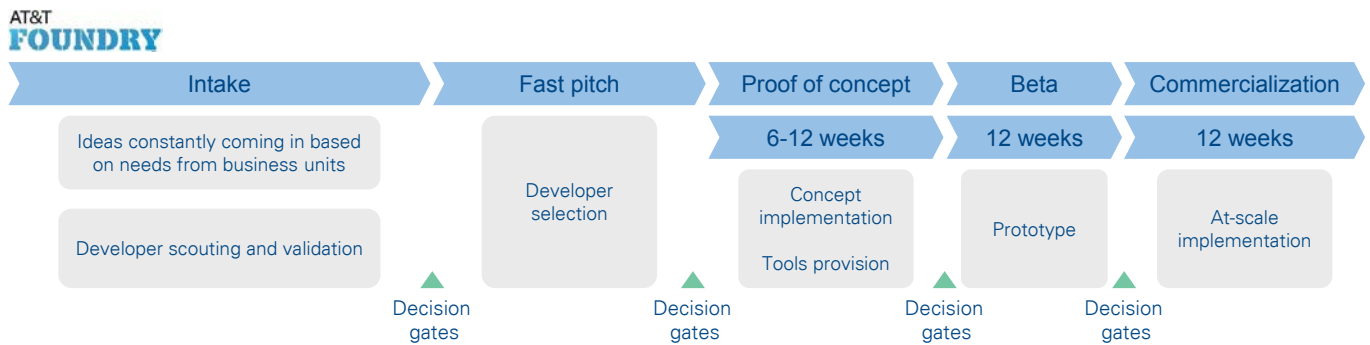 AT&T
FOUNDRY
Intake
Fast pitch
Proof of concept
Beta
Commercialization
6-12 weeks
12 weeks
12 weeks
Ideas constantly coming in based
on needs from business units
Developer scouting and validation
Developer
selection
Concept
implementation
Tools provision
Prototype
At-scale
implementation
Decision
gates
Decision
gates
Decision
gates
Decision
gates